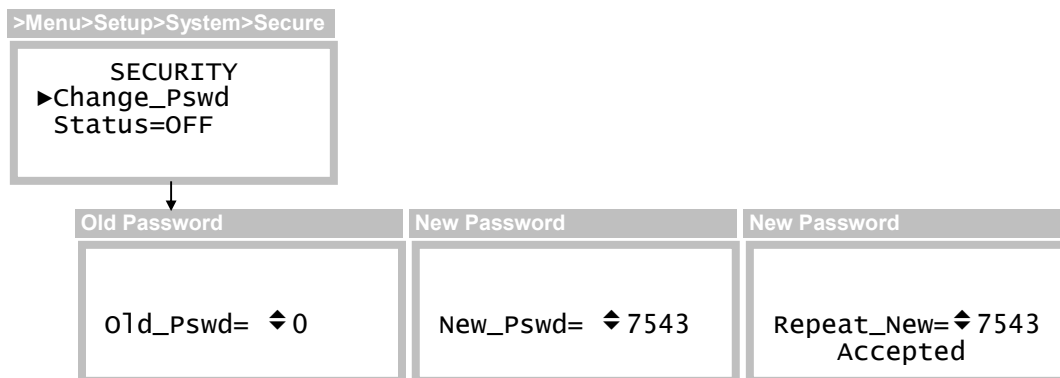 >Menu>Setup>System>Secure
SECURITY
►Change_Pswd
Status=OFF
Old Password
New Password
New Password
Old_Pswd= ♦0
New_Pswd= ♦7543
Repeat_New=♦7543
Accepted